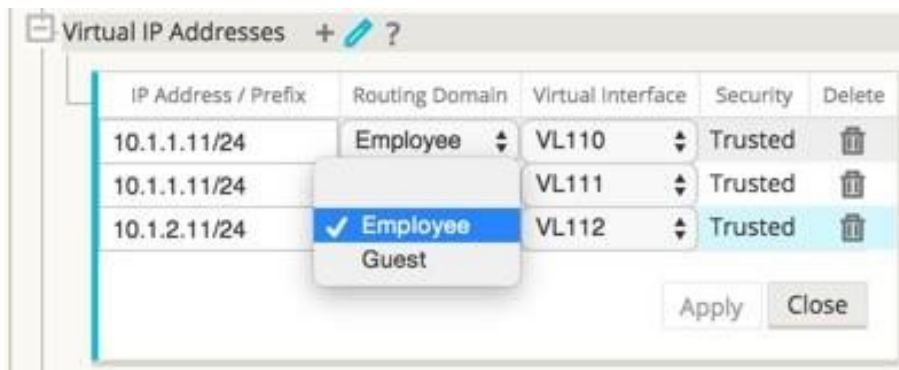 Virtual IP Addresses + ?
IP Address / Prefix Routing Domain Virtual Interface Security Delete
10.1.1.11/24 Employee VL110 Trusted
10.1.1.11/24 VL111 Trusted
10.1.2.11/24 ✓ Employee VL112 Trusted
Guest
Apply Close